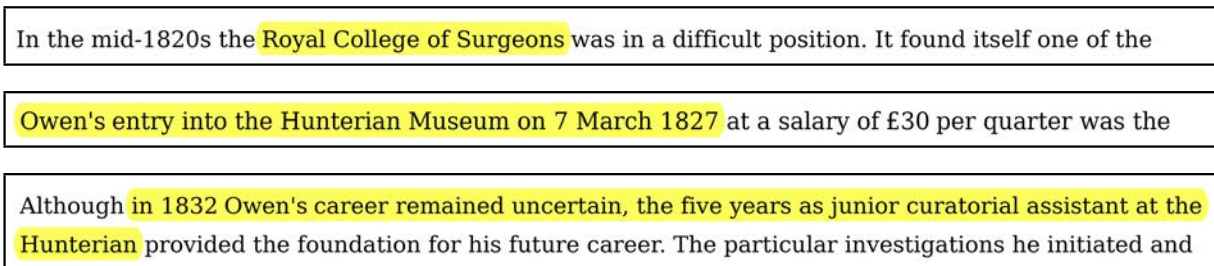 In the mid-1820s the Royal College of Surgeons was in a difficult position. It found itself one of the
Owen's entry into the Hunterian Museum on 7 March 1827 at a salary of £30 per quarter was the
Although in 1832 Owen's career remained uncertain, the five years as junior curatorial assistant at the
Hunterian provided the foundation for his future career. The particular investigations he initiated and